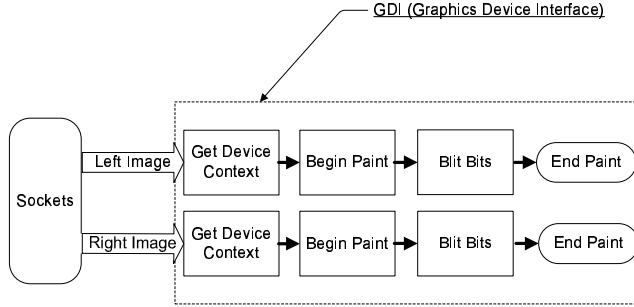 GDI (Graphics Device Interface)
Sockets
Left Image
Get Device
Context
Begin Paint
Blit Bits
End Paint
Right Image
Get Device
Context
Begin Paint
Blit Bits
End Paint